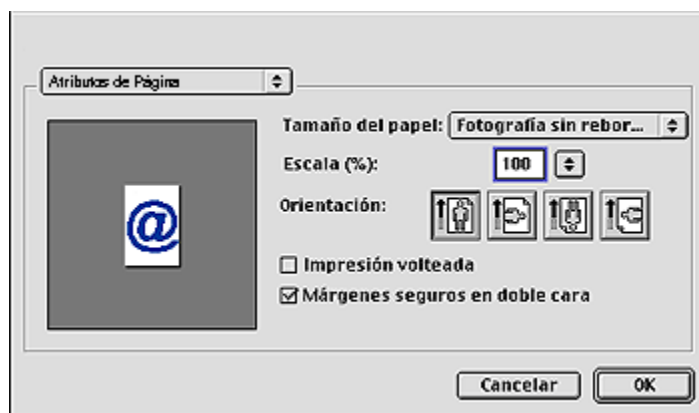 Atributos de Página
Tamaño del papel: Fotografía sin rebor...
Escala (%): 100
Orientación:
@
Impresión volteada
Márgenes seguros en doble cara
Cancelar OK